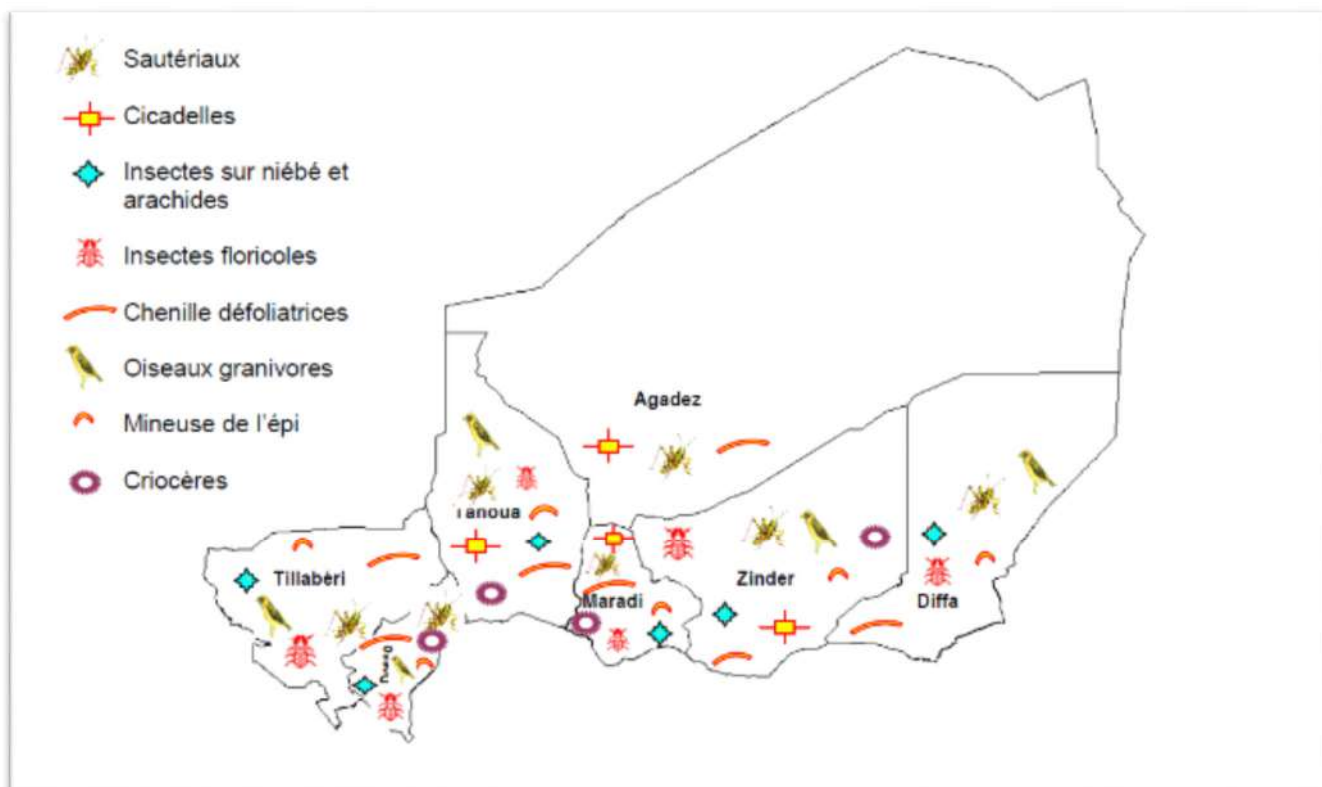 Sautériaux
Cicadelles
Insectes sur niébé et
arachides
Insectes floricoles
Chenille défoliatrices
Oiseaux granivores
Mineuse de l'épi
Criocères
Agadez
Tanoua
Tillabéri
Maradi
Zinder
Diffa